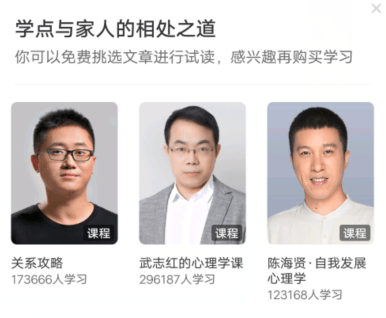 学点与家人的相处之道
你可以免费挑选文章进行试读，感兴趣再购买学习
课程
课程
课程
关系攻略
173666人学习
武志红的心理学课
296187人学习
陈海贤·自我发展
心理学
123168人学习